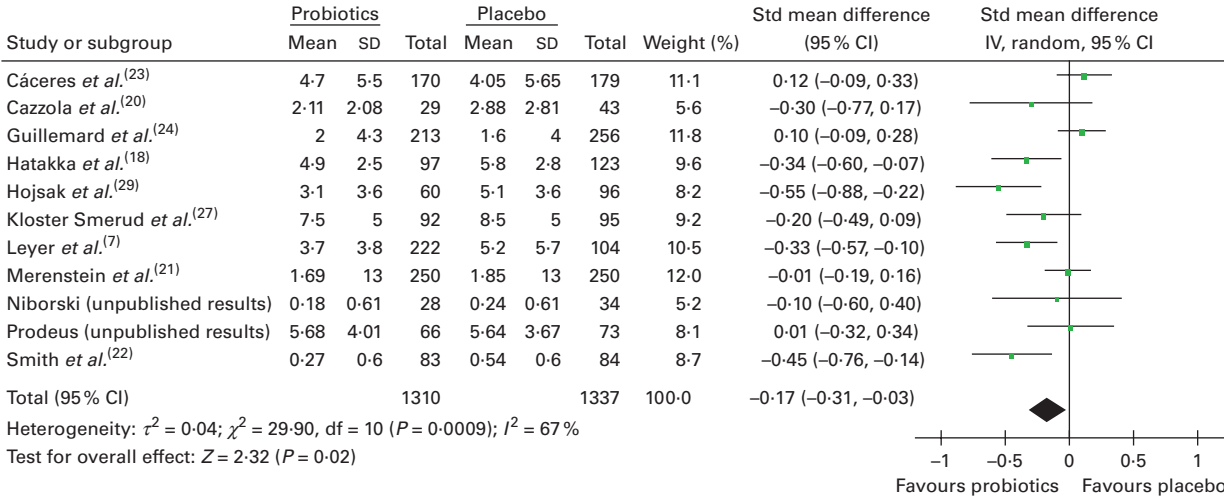 Probiotics Placebo Std mean difference Std mean difference
Study or subgroup Mean SD Total Mean SD Total Weight (%) (95 % CI) IV, random, 95 % CI
Cáceres et al.(23) 4·7 5·5 170 4·05 5·65 179 11·1 0·12 (–0·09, 0·33)
Cazzola et al.(20) 2·11 2·08 29 2·88 2·81 43 5·6 –0·30 (–0·77, 0·17)
Guillemard et al.(24) 2 4·3 213 1·6 4 256 11·8 0·10 (–0·09, 0·28)
Hatakka et al.(18) 4·9 2·5 97 5·8 2·8 123 9·6 –0·34 (–0·60, –0·07)
Hojsak et al.(29) 3·1 3·6 60 5·1 3·6 96 8·2 –0·55 (–0·88, –0·22)
Kloster Smerud et al.(27) 7·5 5 92 8·5 5 95 9·2 –0·20 (–0·49, 0·09)
Leyer et al.(7) 3·7 3·8 222 5·2 5·7 104 10·5 –0·33 (–0·57, –0·10)
Merenstein et al.(21) 1·69 13 250 1·85 13 250 12·0 –0·01 (–0·19, 0·16)
Niborski (unpublished results) 0·18 0·61 28 0·24 0·61 34 5·2 –0·10 (–0·60, 0·40)
Prodeus (unpublished results) 5·68 4·01 66 5·64 3·67 73 8·1 0·01 (–0·32, 0·34)
Smith et al.(22) 0·27 0·6 83 0·54 0·6 84 8·7 –0·45 (–0·76, –0·14)
Total (95 % CI) 1310 1337 100·0 –0·17 (–0·31, –0·03)
Heterogeneity: τ² = 0·04; χ² = 29·90, df = 10 (P = 0·0009); I² = 67 %
Test for overall effect: Z = 2·32 (P = 0·02)
–1 –0·5 0 0·5 1
Favours probiotics Favours placebo